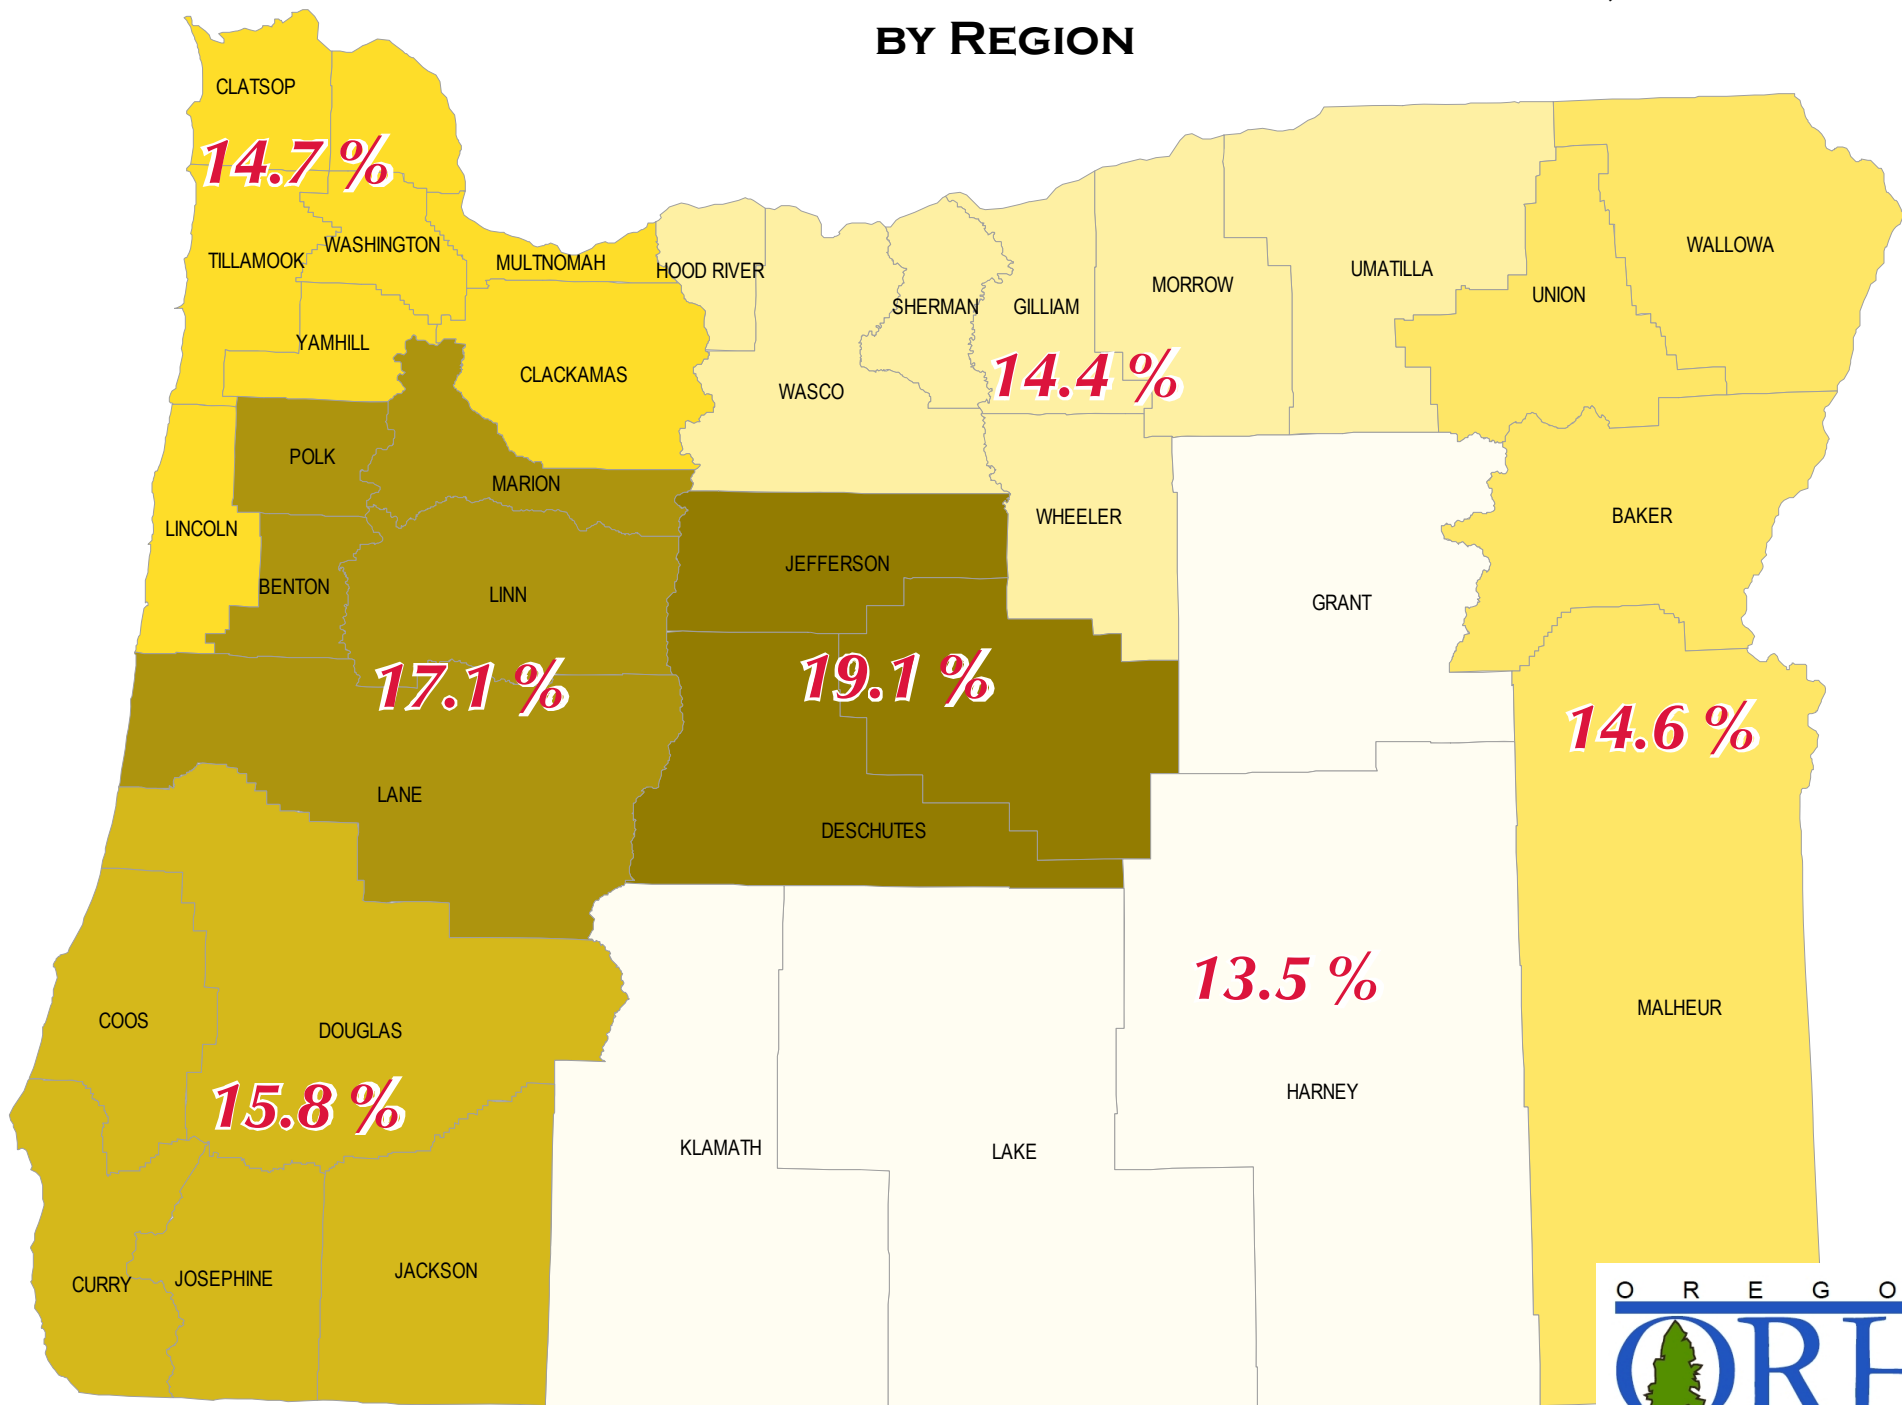 BY REGION
CLATSOP
14.7 %
WASHINGTON
TILLAMOOK
MULTNOMAH
HOOD RIVER
WALLOWA
UMATILLA
MORROW
UNION
SHERMAN
GILLIAM
YAMHILL
CLACKAMAS
14.4 %
WASCO
POLK
MARION
LINCOLN
WHEELER
BAKER
JEFFERSON
BENTON
LINN
GRANT
17.1 %
19.1 %
14.6 %
LANE
DESCHUTES
13.5 %
COOS
DOUGLAS
MALHEUR
15.8 %
HARNEY
KLAMATH
LAKE
CURRY
JOSEPHINE
JACKSON
O R E G O
ORH